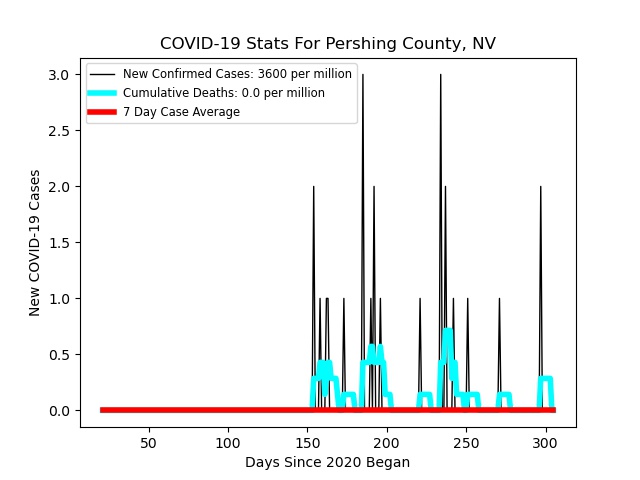 COVID-19 Stats For Pershing County, NV
New Confirmed Cases: 3600 per million
Cumulative Deaths: 0.0 per million
7 Day Case Average
3.0
2.5
2.0
1.5
1.0
0.5
0.0
New COVID-19 Cases
50 100 150 200 250 300
Days Since 2020 Began